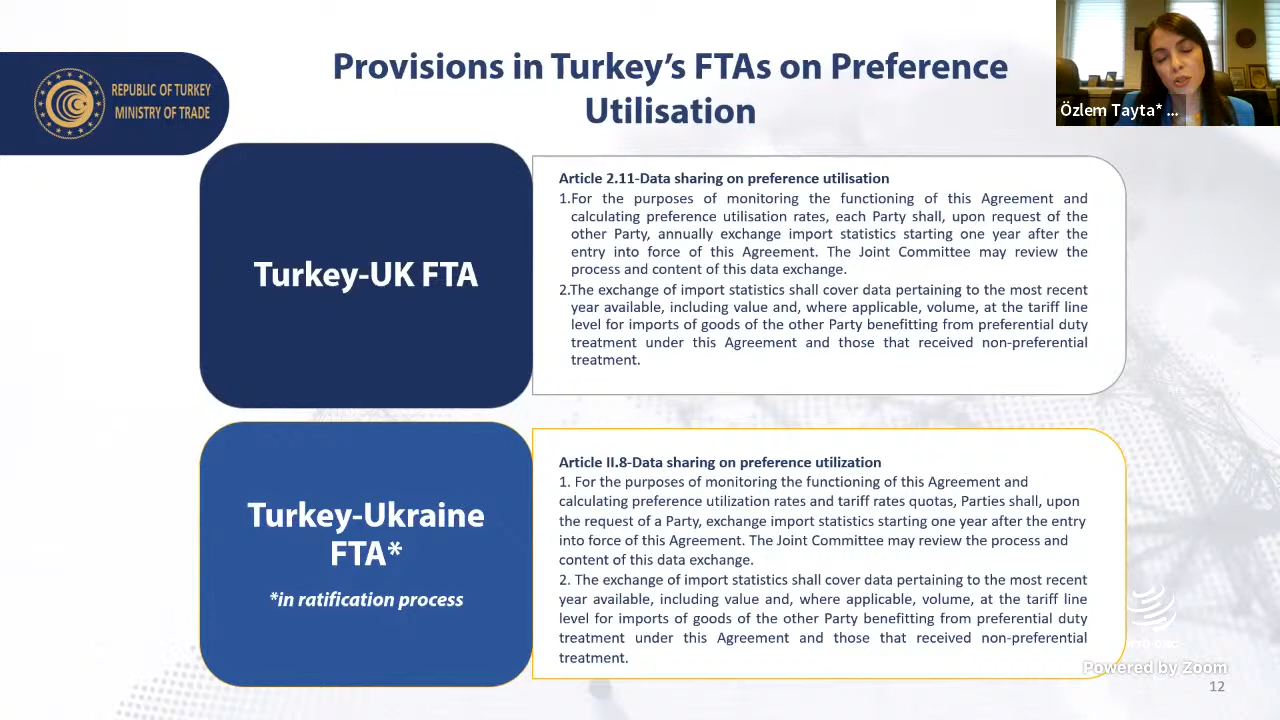 REPUBLIC OF TURKEY
MINISTRY OF TRADE
Provisions in Turkey's FTAs on Preference
Utilisation
Özlem Tayta* ...
Turkey-UK FTA
Article 2.11-Data sharing on preference utilisation
1.For the purposes of monitoring the functioning of this Agreement and
calculating preference utilisation rates, each Party shall, upon request of the
other Party, annually exchange import statistics starting one year after the
entry into force of this Agreement. The Joint Committee may review the
process and content of this data exchange.
2.The exchange of import statistics shall cover data pertaining to the most recent
year available, including value and, where applicable, volume, at the tariff line
level for imports of goods of the other Party benefitting from preferential duty
treatment under this Agreement and those that received non-preferential
treatment.
Turkey-Ukraine
FTA*
*in ratification process
Article II.8-Data sharing on preference utilization
1. For the purposes of monitoring the functioning of this Agreement and
calculating preference utilization rates and tariff rates quotas, Parties shall, upon
the request of a Party, exchange import statistics starting one year after the entry
into force of this Agreement. The Joint Committee may review the process and
content of this data exchange.
2. The exchange of import statistics shall cover data pertaining to the most recent
year available, including value and, where applicable, volume, at the tariff line
level for imports of goods of the other Party benefitting from preferential duty
treatment under this Agreement and those that received non-preferential
treatment.
WTO OMC
Powered by Zoom
12